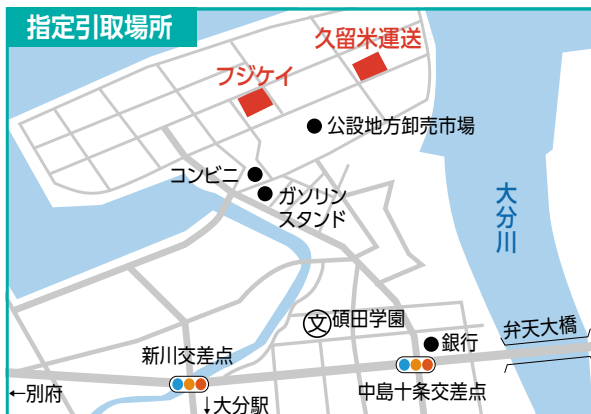 指定引取場所
久留米運送
フジケイ
公設地方卸売市場
コンビニ
ガソリン
スタンド
大分川
文
碩田学園
弁天大橋
銀行
新川交差点
中島十条交差点
←別府
↓大分駅